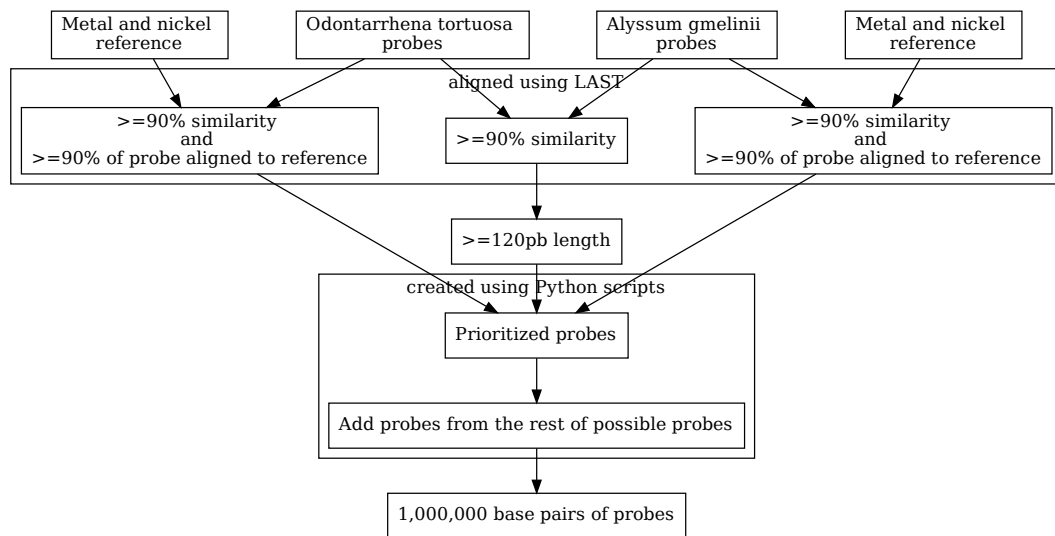 Metal and nickel
reference
Odontarrhena tortuosa
probes
Alyssum gmelinii
probes
Metal and nickel
reference
aligned using LAST
>=90% similarity
and
>=90% of probe aligned to reference
>=90% similarity
>=90% similarity
and
>=90% of probe aligned to reference
>=120pb length
created using Python scripts
Prioritized probes
Add probes from the rest of possible probes
1,000,000 base pairs of probes